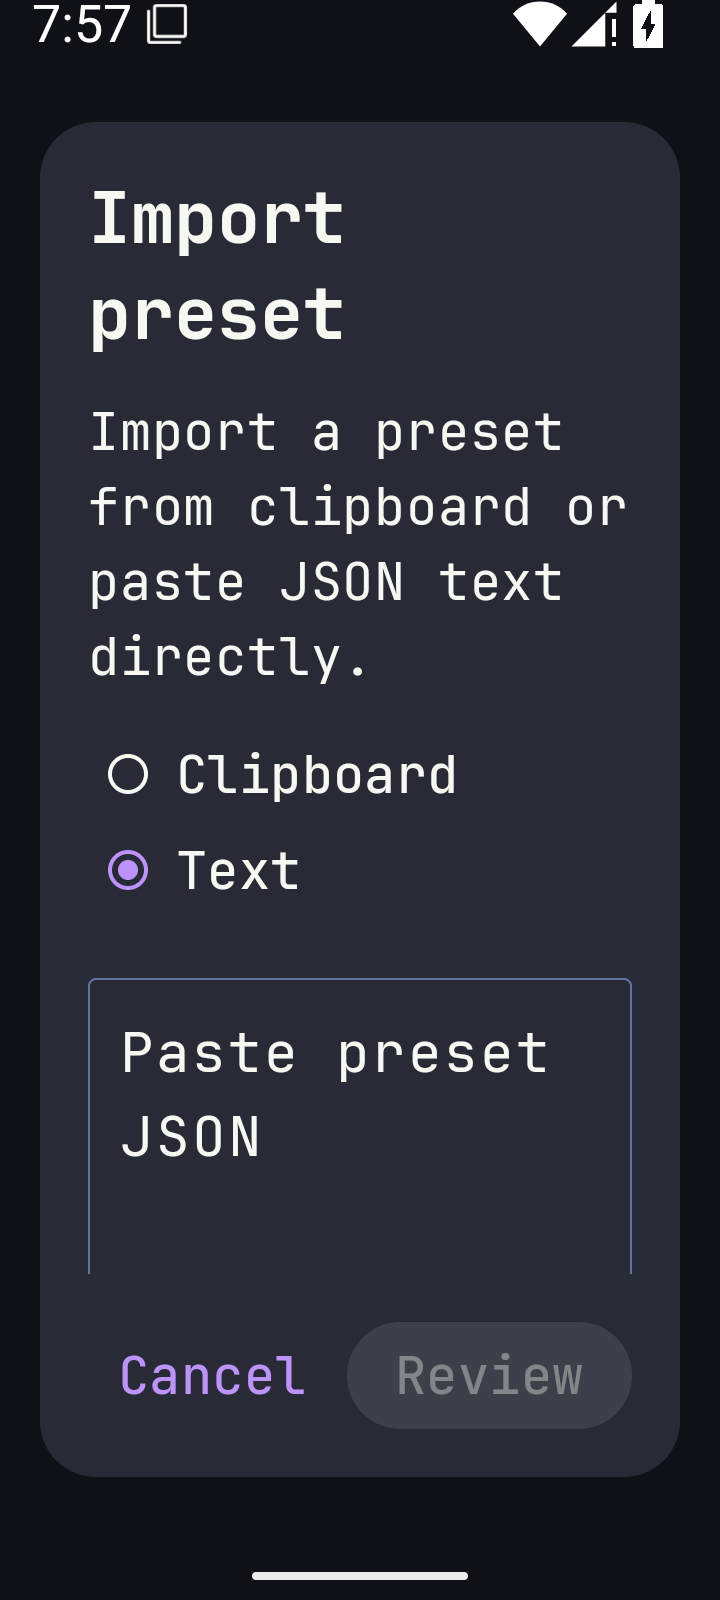 7:57
Import
preset
Import a preset
from clipboard or
paste JSON text
directly.
Clipboard
Text
Paste preset
JSON
Cancel
Review